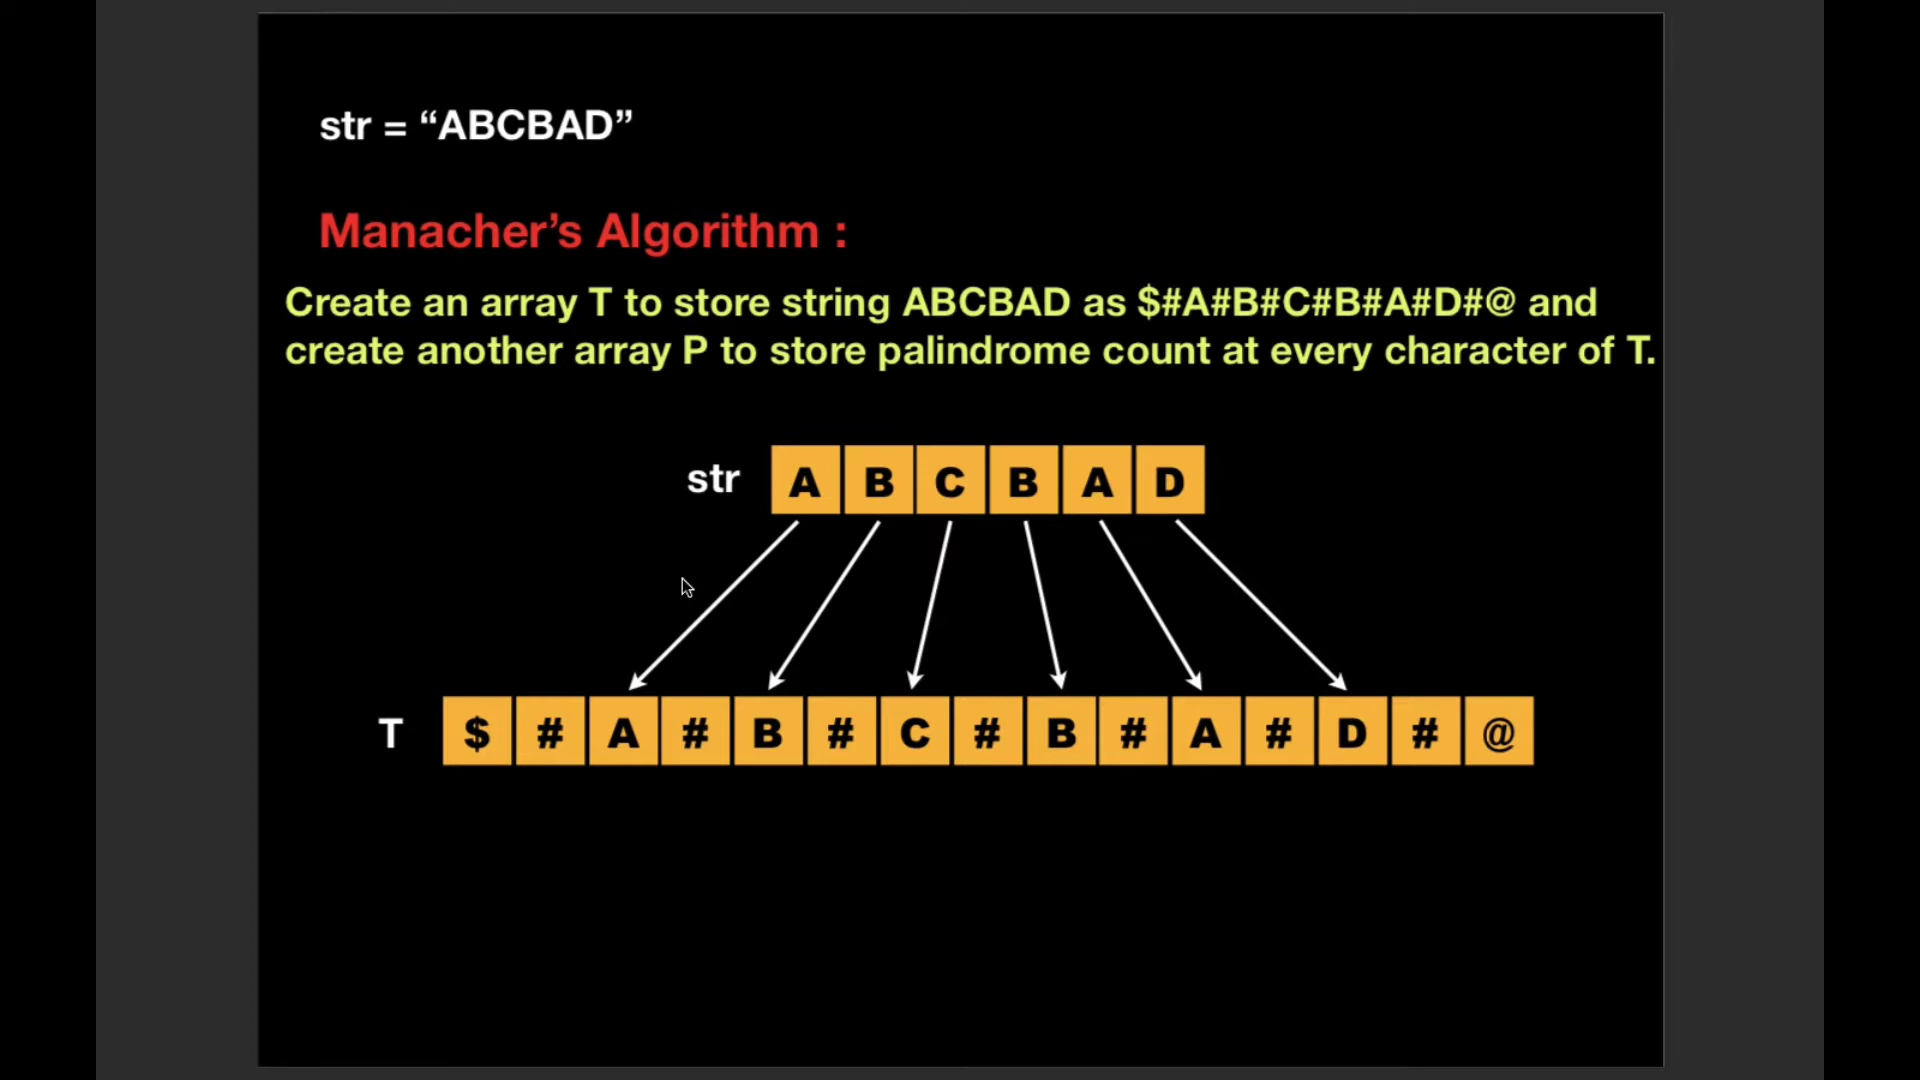 str = “ABCBAD”
Manacher’s Algorithm :
Create an array T to store string ABCBAD as $#A#B#C#B#A#D#@ and
create another array P to store palindrome count at every character of T.
str A B C B A D
T $ # A # B # C # B # A # D # @